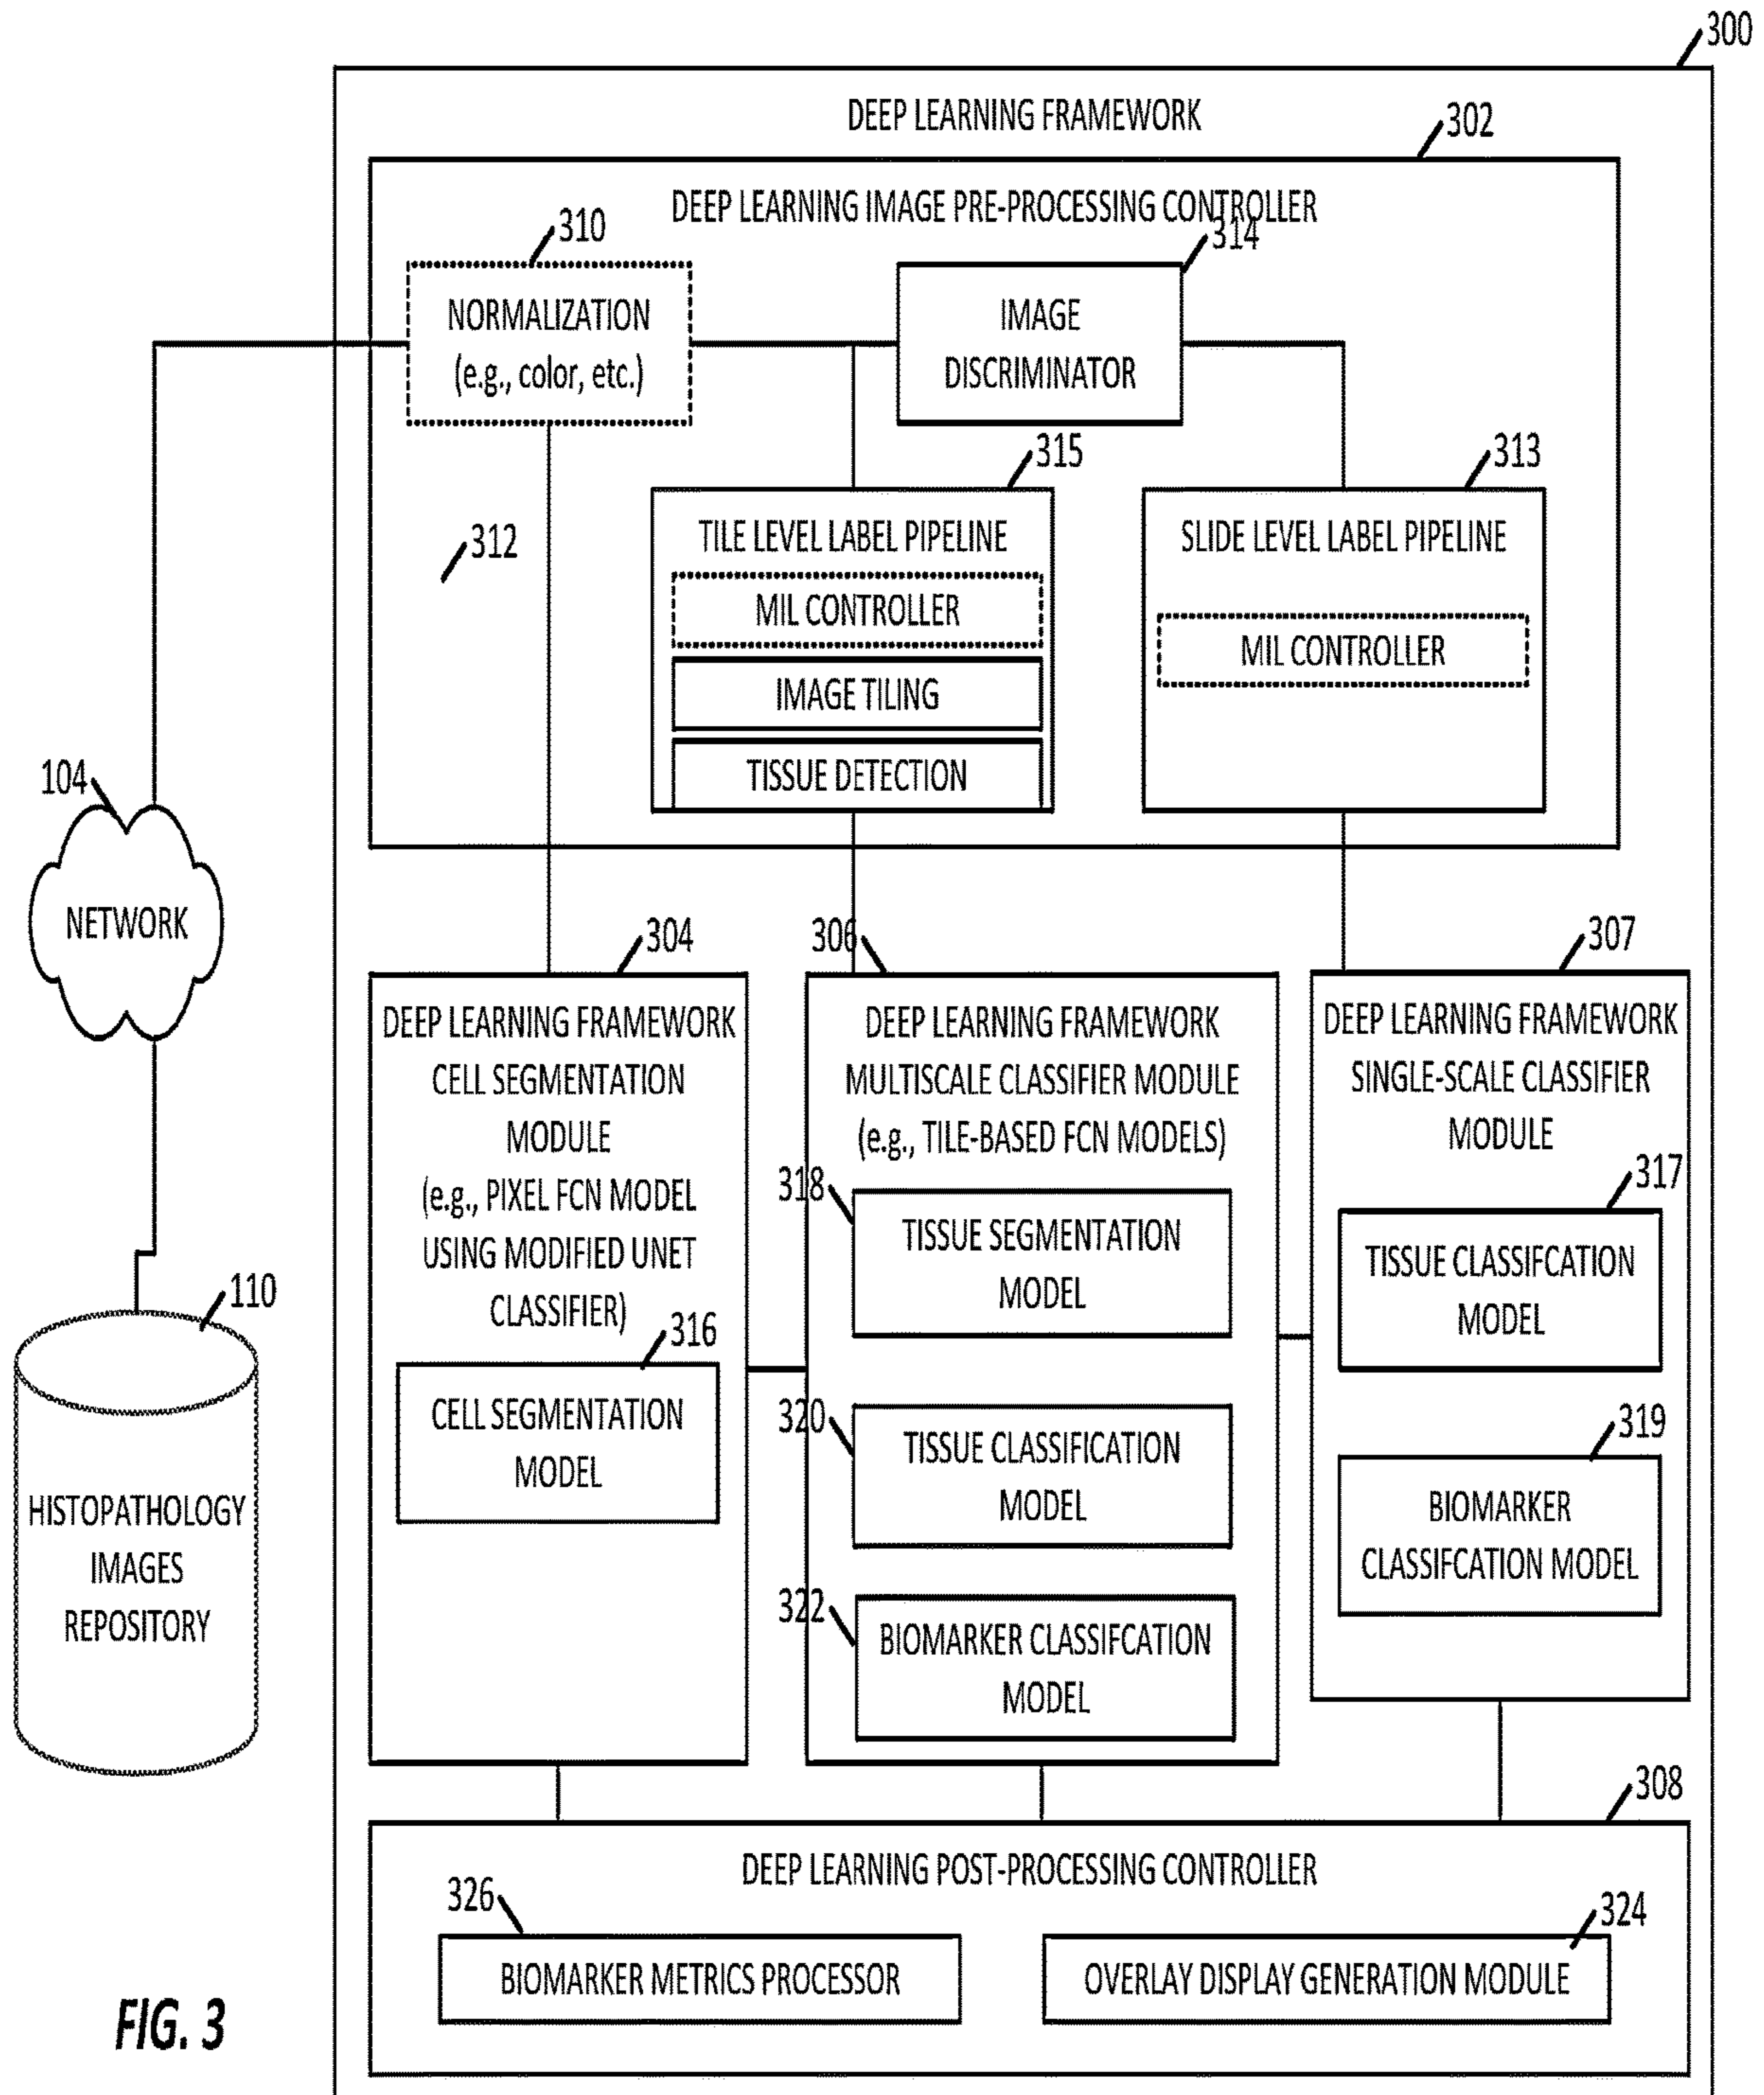 300
DEEP LEARNING FRAMEWORK
302
DEEP LEARNING IMAGE PRE-PROCESSING CONTROLLER
310
314
NORMALIZATION
(e.g., color, etc.)
IMAGE
DISCRIMINATOR
315
313
312
TILE LEVEL LABEL PIPELINE
MIL CONTROLLER
IMAGE TILING
TISSUE DETECTION
SLIDE LEVEL LABEL PIPELINE
MIL CONTROLLER
104
NETWORK
110
HISTOPATHOLOGY
IMAGES
REPOSITORY
304
DEEP LEARNING FRAMEWORK
CELL SEGMENTATION
MODULE
(e.g., PIXEL FCN MODEL
USING MODIFIED UNET
CLASSIFIER)
316
CELL SEGMENTATION
MODEL
306
DEEP LEARNING FRAMEWORK
MULTISCALE CLASSIFIER MODULE
(e.g., TILE-BASED FCN MODELS)
318
TISSUE SEGMENTATION
MODEL
320
TISSUE CLASSIFICATION
MODEL
322
BIOMARKER CLASSIFCATION
MODEL
307
DEEP LEARNING FRAMEWORK
SINGLE-SCALE CLASSIFIER
MODULE
317
TISSUE CLASSIFCATION
MODEL
319
BIOMARKER
CLASSIFCATION MODEL
308
DEEP LEARNING POST-PROCESSING CONTROLLER
326
BIOMARKER METRICS PROCESSOR
324
OVERLAY DISPLAY GENERATION MODULE
FIG. 3